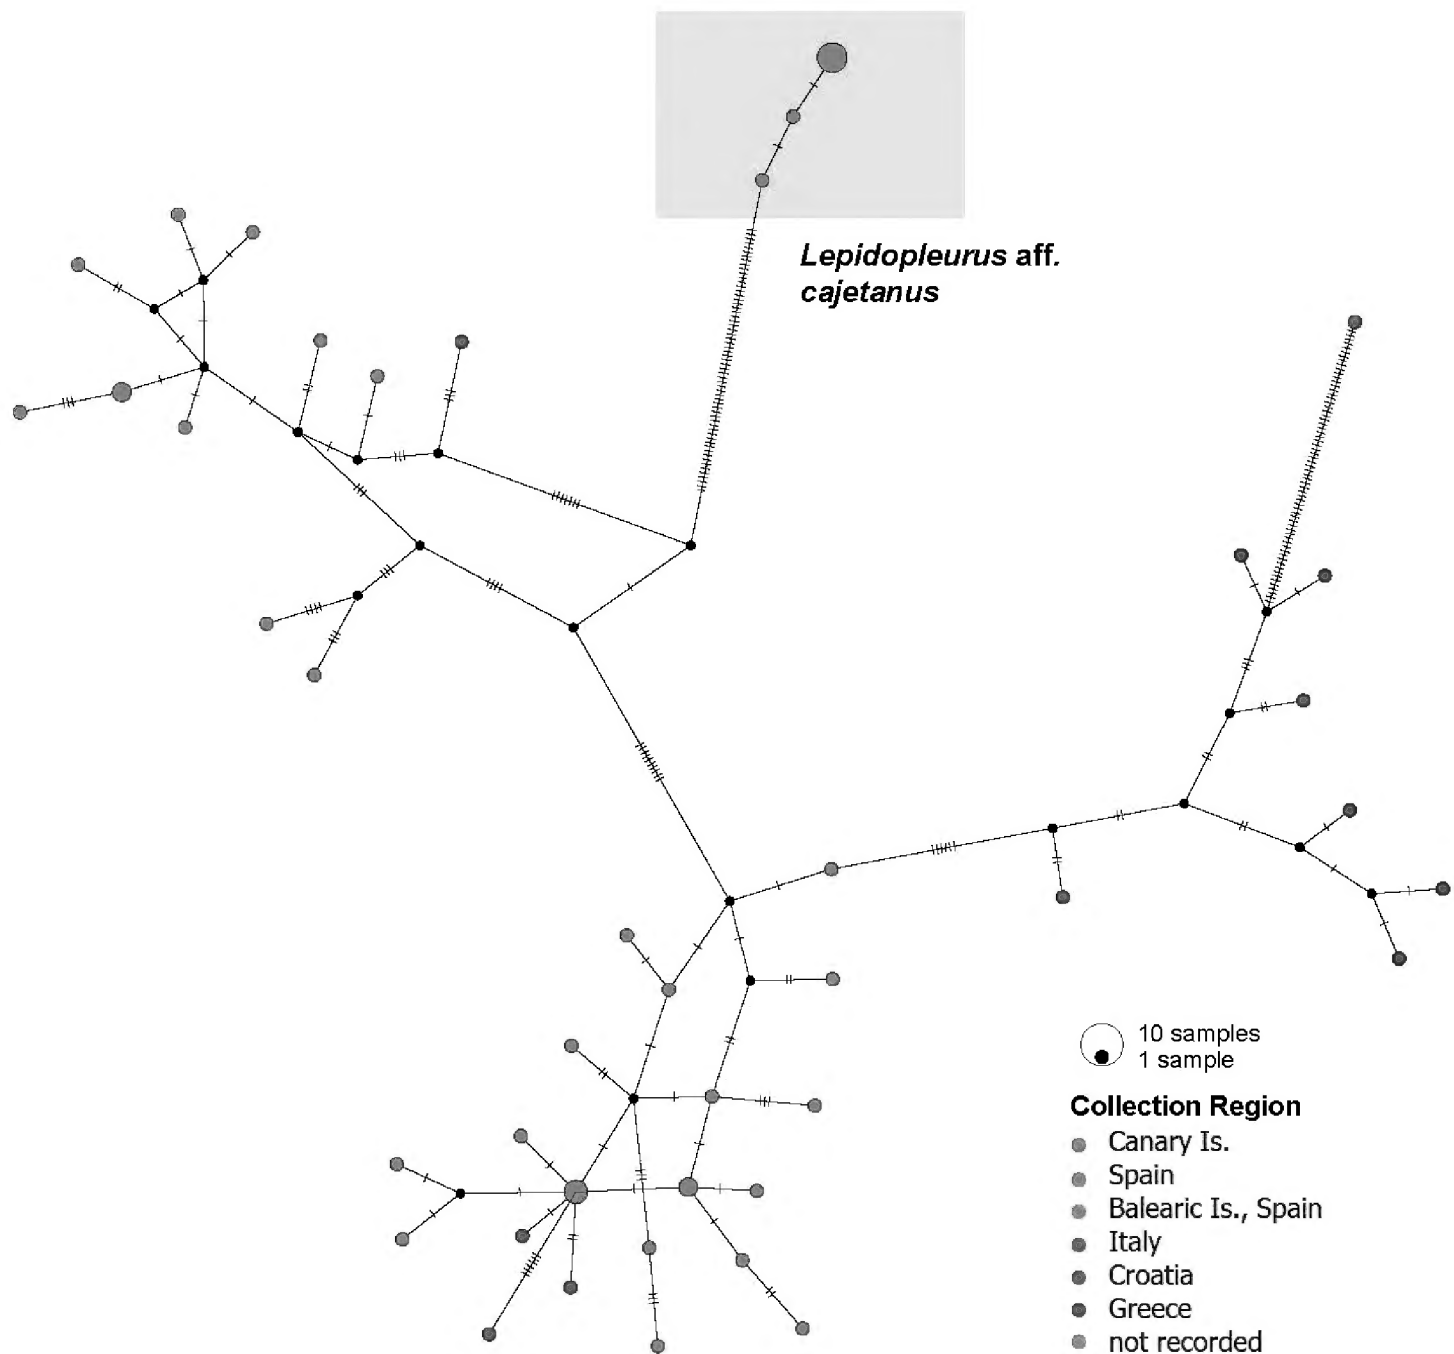 Lepidopleurus aff.
cajetanus
10 samples
1 sample
Collection Region
Canary Is.
Spain
Balearic Is., Spain
Italy
Croatia
Greece
not recorded